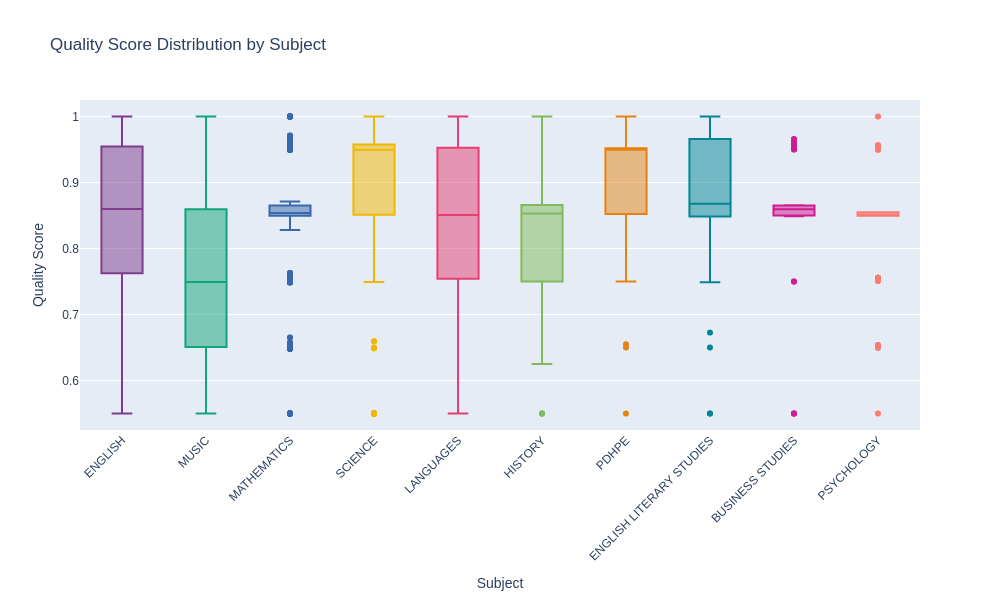 Quality Score Distribution by Subject
1
0.9
0.8
0.7
0.6
Quality Score
ENGLISH
MUSIC
MATHEMATICS
SCIENCE
LANGUAGES
HISTORY
PDHPE
ENGLISH LITERARY STUDIES
BUSINESS STUDIES
PSYCHOLOGY
Subject